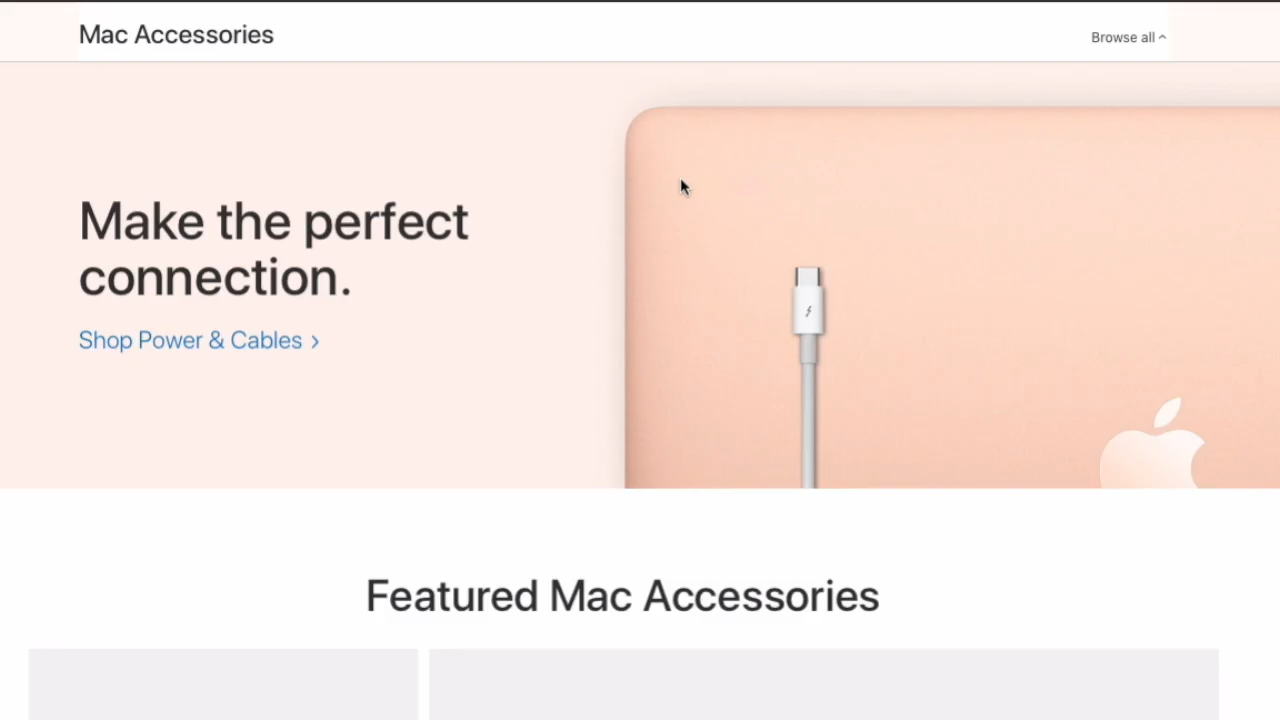 Mac Accessories
Browse all
Make the perfect
connection.
Shop Power & Cables >
Featured Mac Accessories